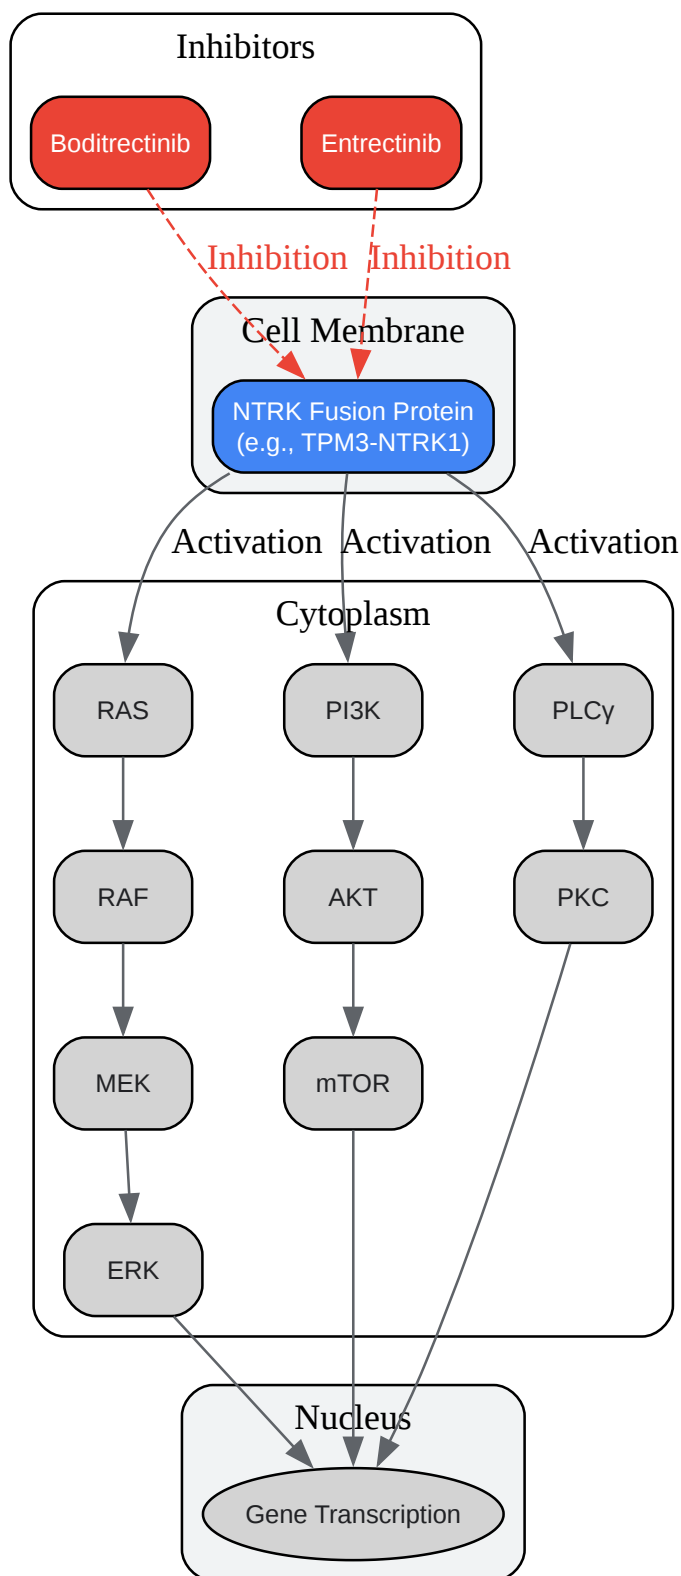 Inhibitors
Boditrectinib
Entrectinib
Inhibition
Inhibition
Cell Membrane
NTRK Fusion Protein
(e.g., TPM3-NTRK1)
Activation
Activation
Activation
Cytoplasm
RAS
PI3K
PLCγ
RAF
AKT
PKC
MEK
mTOR
ERK
Nucleus
Gene Transcription